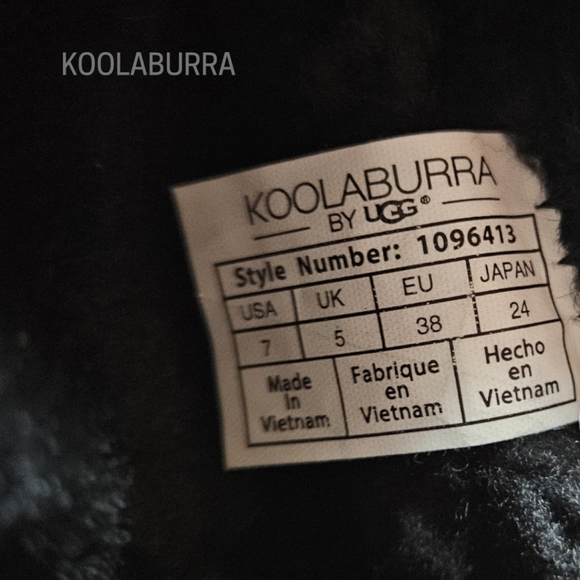 KOOLABURRA
KOOLABURRA
BY UGG®
Style Number: 1096413
USA UK EU JAPAN
7 5 38 24
Made in Vietnam
Fabrique en Vietnam
Hecho en Vietnam